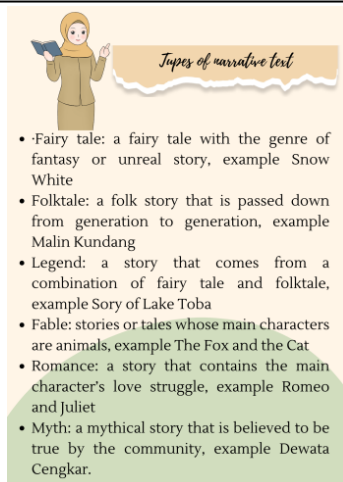 Types of narrative text
• ·Fairy tale: a fairy tale with the genre of
fantasy or unreal story, example Snow
White
• Folktale: a folk story that is passed down
from generation to generation, example
Malin Kundang
• Legend: a story that comes from a
combination of fairy tale and folktale,
example Sory of Lake Toba
• Fable: stories or tales whose main characters
are animals, example The Fox and the Cat
• Romance: a story that contains the main
character's love struggle, example Romeo
and Juliet
• Myth: a mythical story that is believed to be
true by the community, example Dewata
Cengkar.